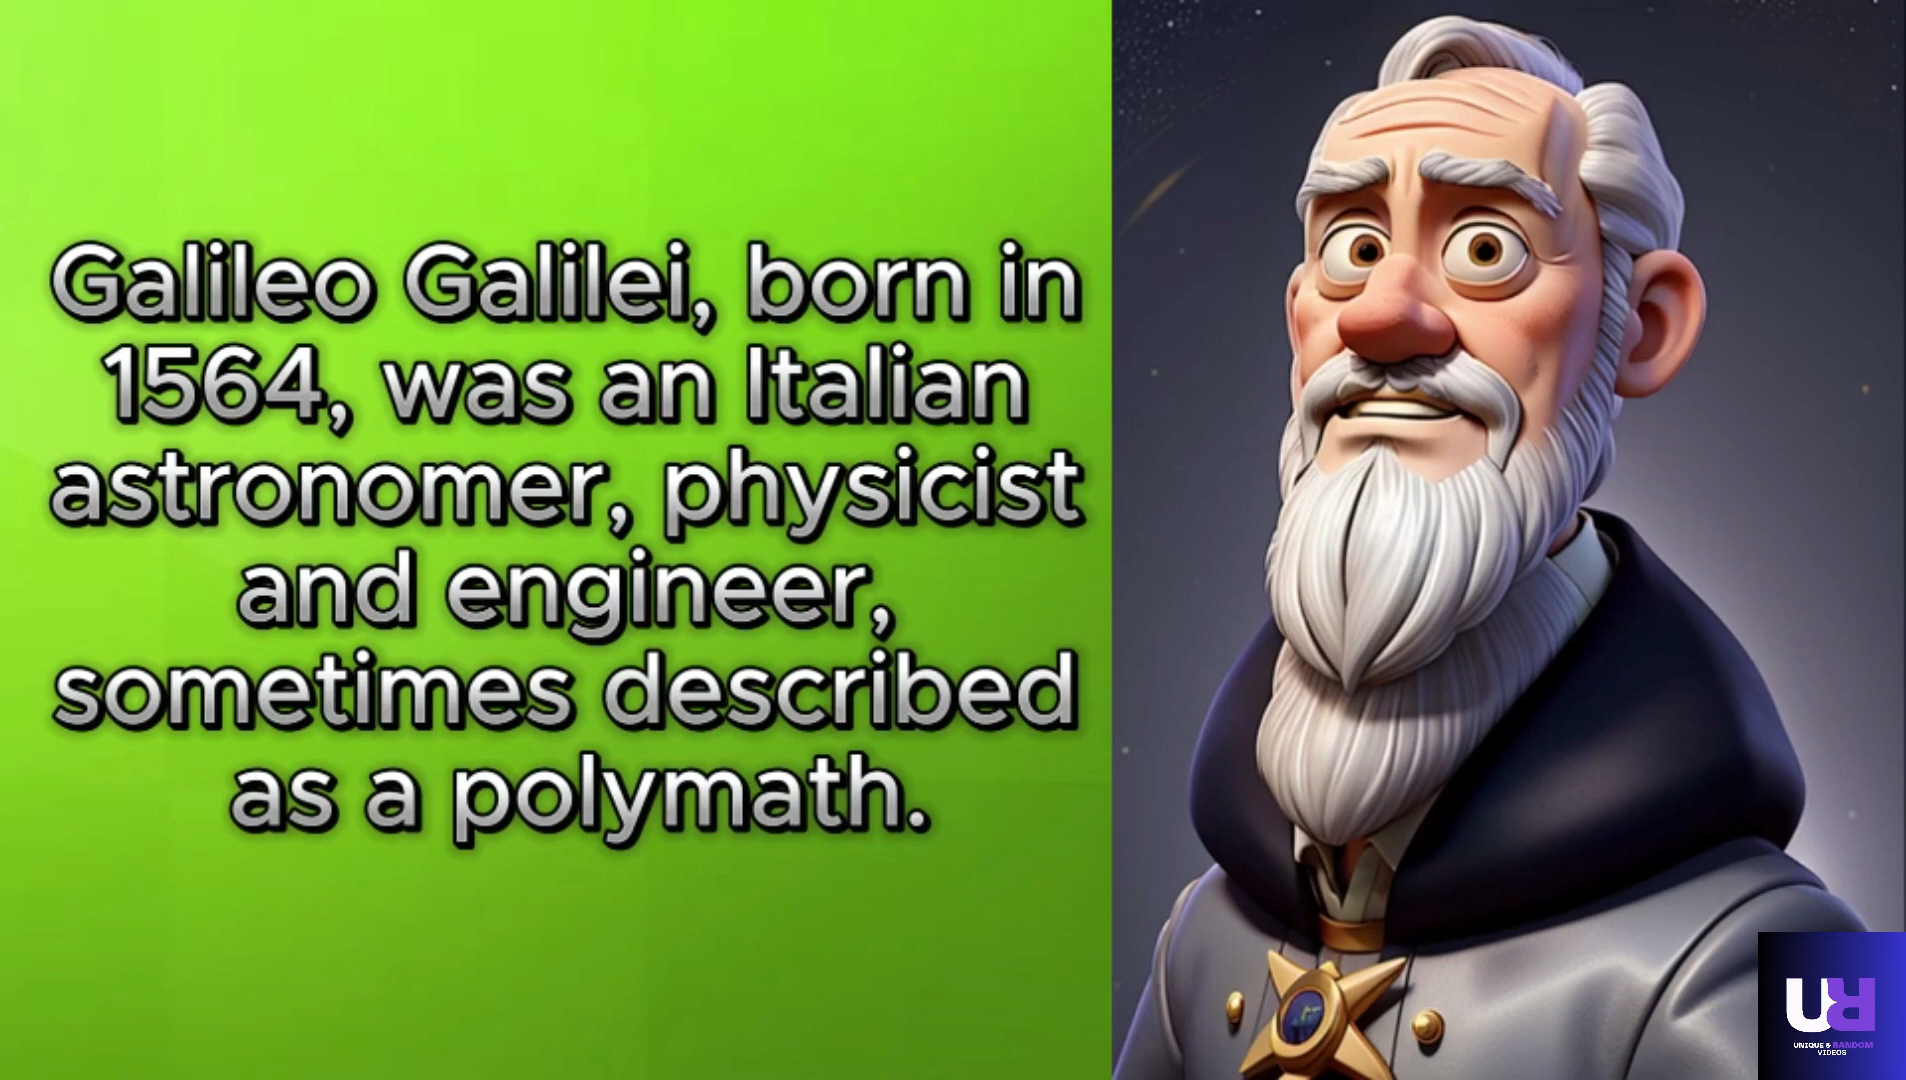 Galileo Galilei, born in
1564, was an Italian
astronomer, physicist
and engineer,
sometimes described
as a polymath.
UR
UNIQUE & RANDOM
VIDEOS